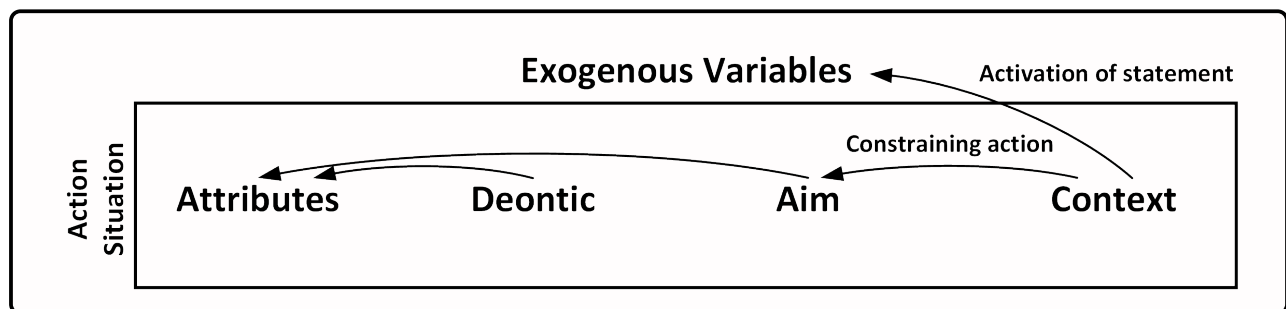 Exogenous Variables
Activation of statement
Constraining action
Action
Situation
Attributes
Deontic
Aim
Context